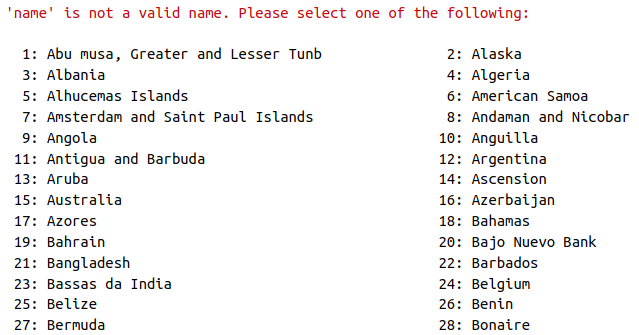 'name' is not a valid name. Please select one of the following:
1: Abu musa, Greater and Lesser Tunb 2: Alaska
3: Albania 4: Algeria
5: Alhucemas Islands 6: American Samoa
7: Amsterdam and Saint Paul Islands 8: Andaman and Nicobar
9: Angola 10: Anguilla
11: Antigua and Barbuda 12: Argentina
13: Aruba 14: Ascension
15: Australia 16: Azerbaijan
17: Azores 18: Bahamas
19: Bahrain 20: Bajo Nuevo Bank
21: Bangladesh 22: Barbados
23: Bassas da India 24: Belgium
25: Belize 26: Benin
27: Bermuda 28: Bonaire